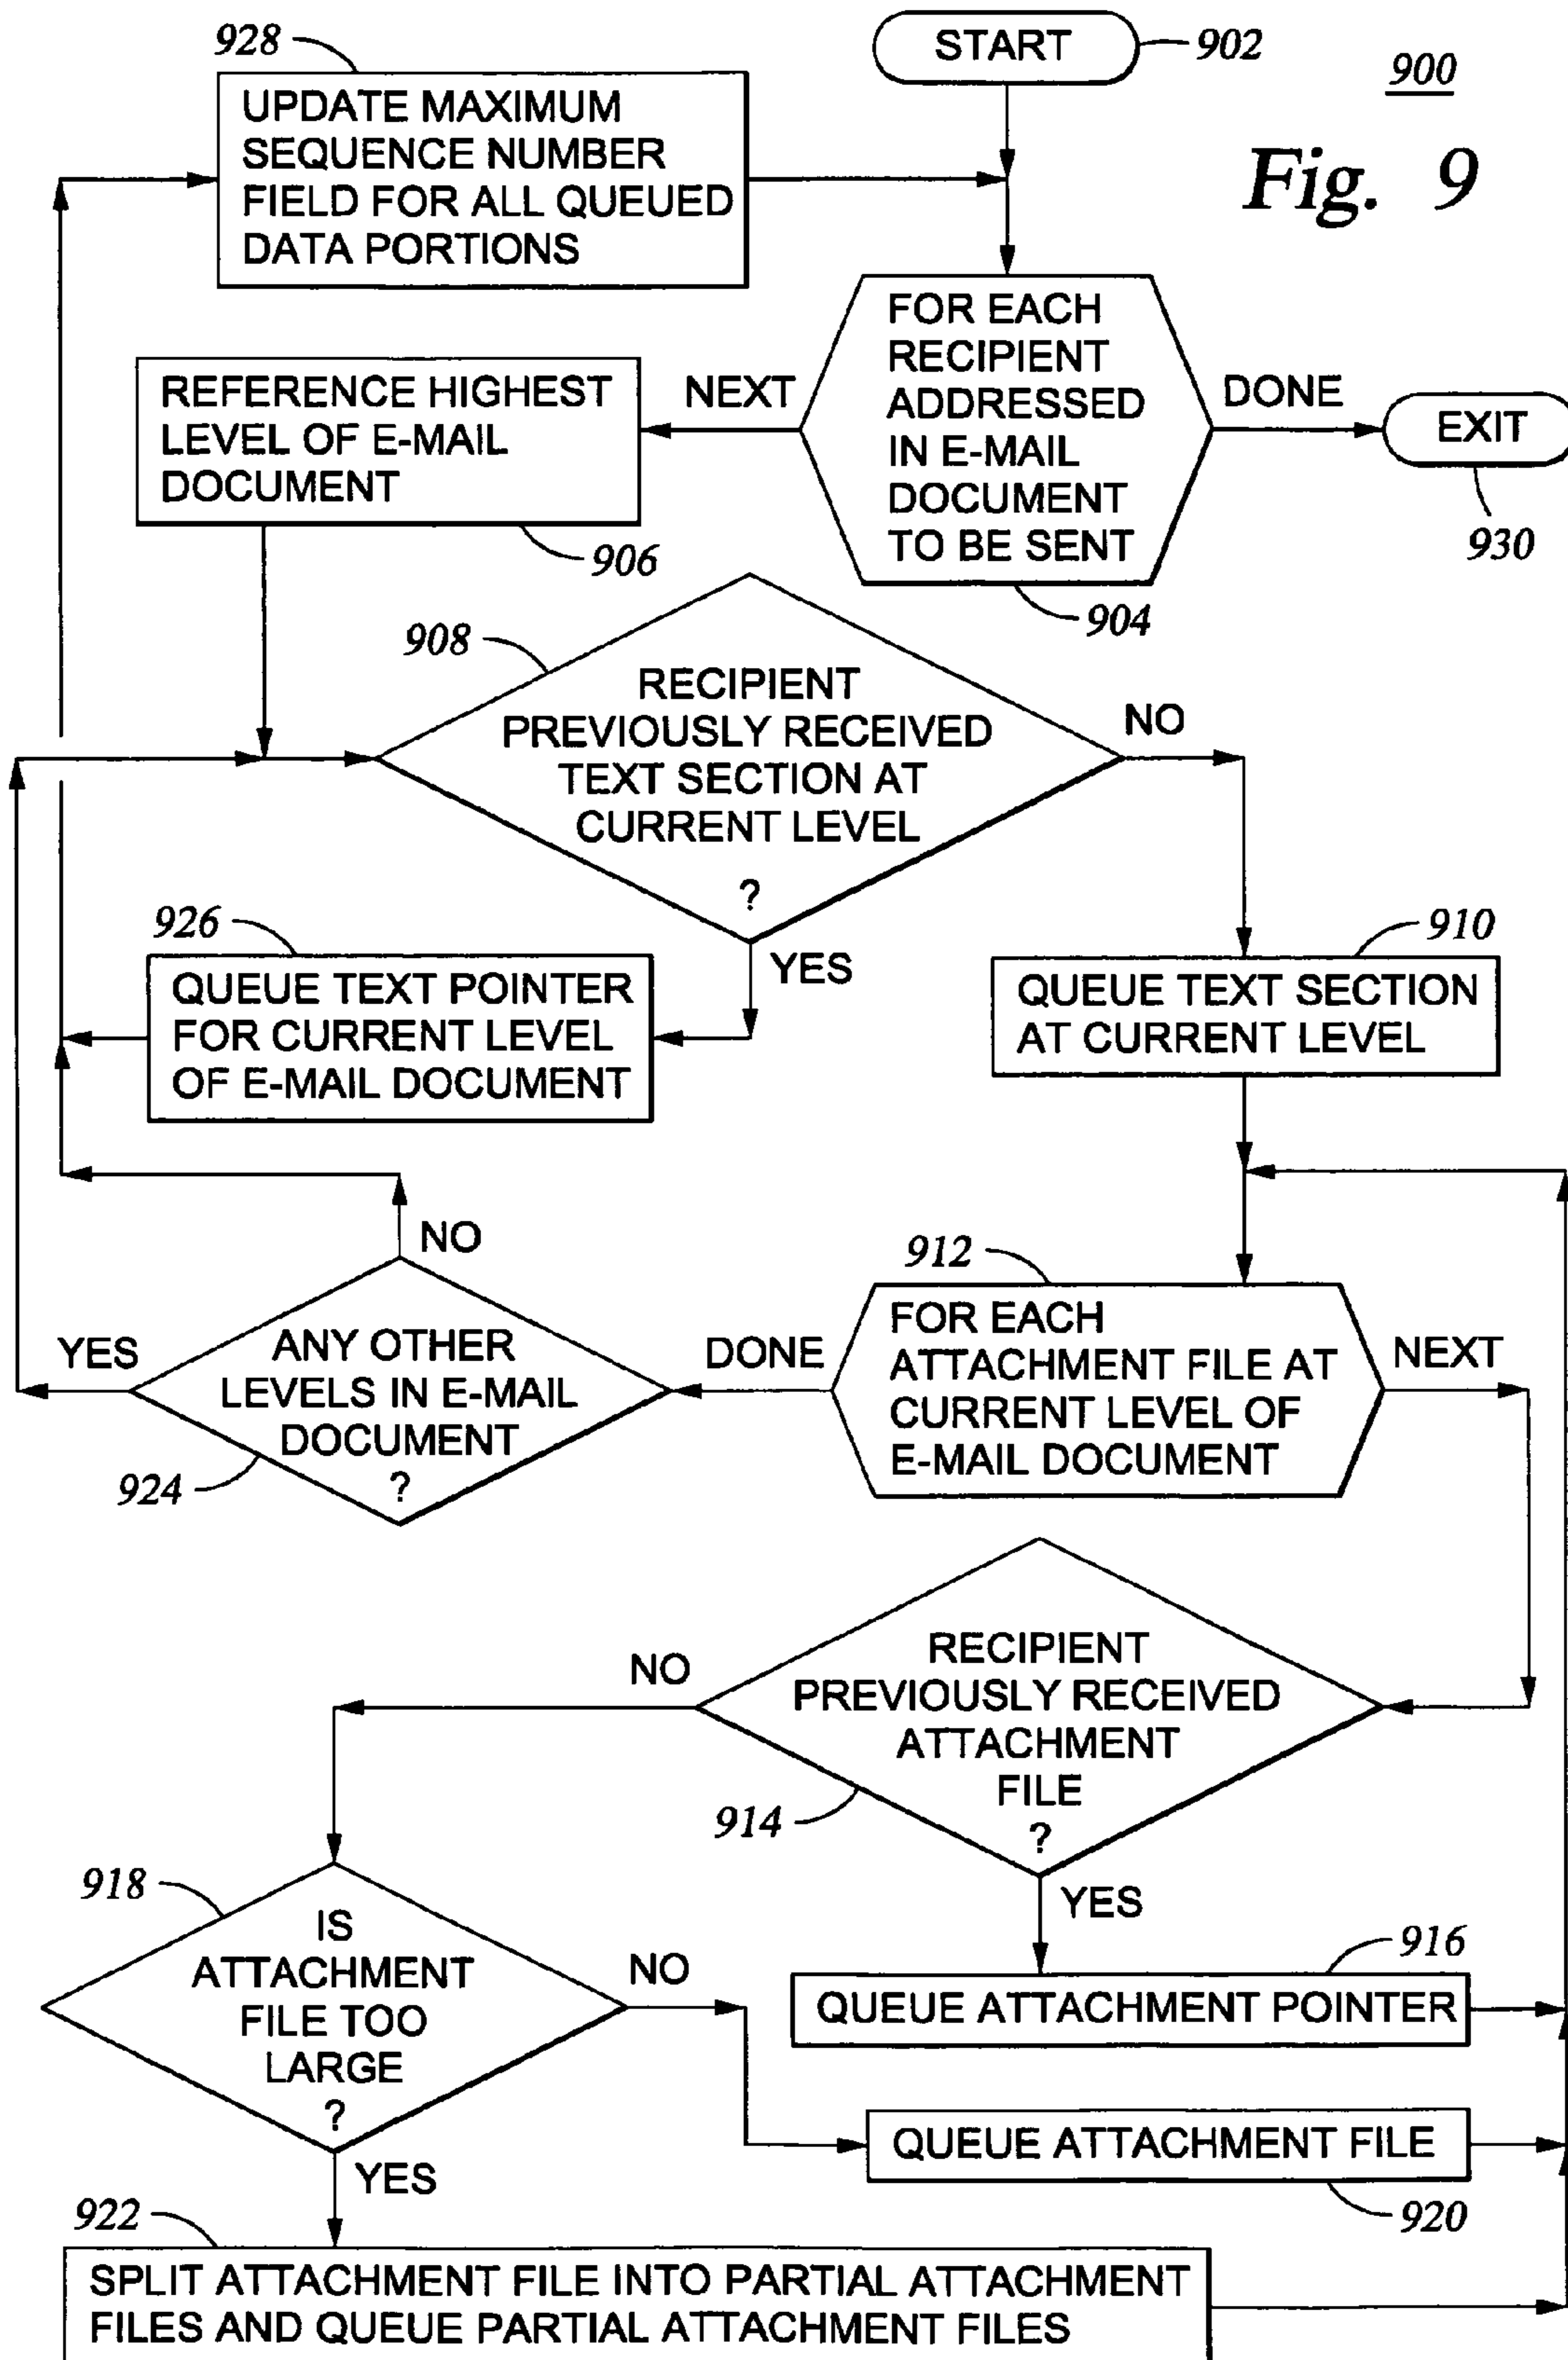 928
START
902
900
UPDATE MAXIMUM
SEQUENCE NUMBER
FIELD FOR ALL QUEUED
DATA PORTIONS
Fig. 9
REFERENCE HIGHEST
LEVEL OF E-MAIL
DOCUMENT
906
NEXT
FOR EACH
RECIPIENT
ADDRESSED
IN E-MAIL
DOCUMENT
TO BE SENT
904
DONE
EXIT
930
908
RECIPIENT
PREVIOUSLY RECEIVED
TEXT SECTION AT
CURRENT LEVEL
?
NO
YES
926
QUEUE TEXT POINTER
FOR CURRENT LEVEL
OF E-MAIL DOCUMENT
910
QUEUE TEXT SECTION
AT CURRENT LEVEL
NO
YES
ANY OTHER
LEVELS IN E-MAIL
DOCUMENT
?
924
DONE
912
FOR EACH
ATTACHMENT FILE AT
CURRENT LEVEL OF
E-MAIL DOCUMENT
NEXT
NO
RECIPIENT
PREVIOUSLY RECEIVED
ATTACHMENT
FILE
?
914
YES
918
IS
ATTACHMENT
FILE TOO
LARGE
?
NO
916
QUEUE ATTACHMENT POINTER
QUEUE ATTACHMENT FILE
920
YES
922
SPLIT ATTACHMENT FILE INTO PARTIAL ATTACHMENT
FILES AND QUEUE PARTIAL ATTACHMENT FILES